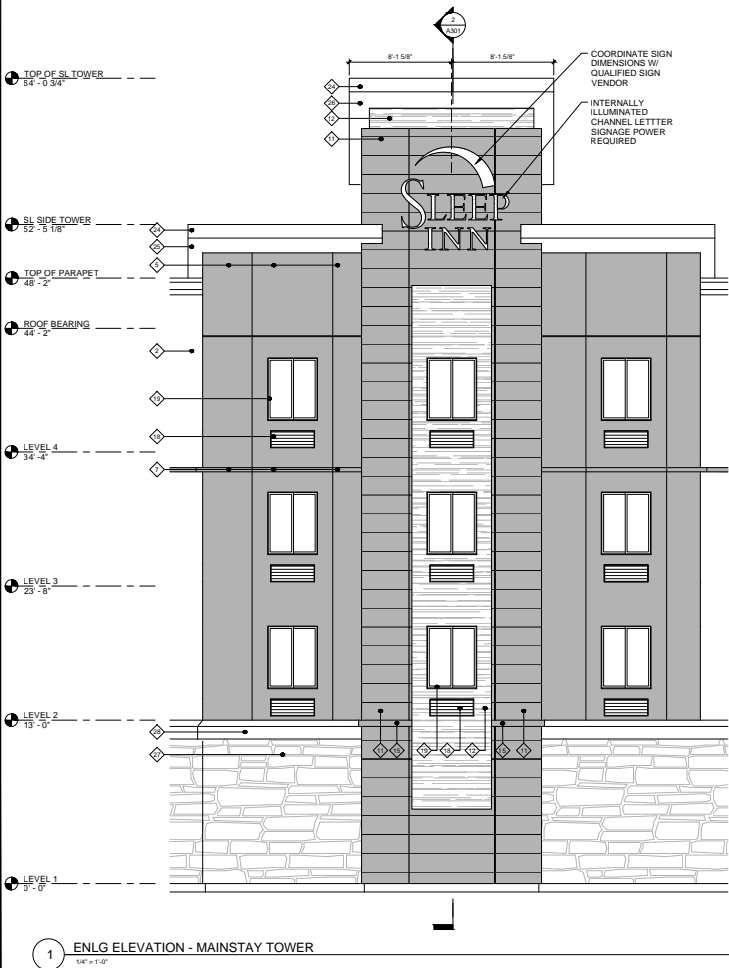 2
A301
8'-1 5/8"
8'-1 5/8"
COORDINATE SIGN
DIMENSIONS W/
QUALIFIED SIGN
VENDOR
INTERNALLY
ILLUMINATED
CHANNEL LETTTER
SIGNAGE POWER
REQUIRED
TOP OF SL TOWER
64' - 0 3/4"
24
26
12
11
SLEEP
INN
SL SIDE TOWER
52' - 5 1/8"
24
25
5
TOP OF PARAPET
48' - 2"
ROOF BEARING
44' - 2"
2
19
18
LEVEL 4
34' -4"
7
LEVEL 3
23' - 8"
LEVEL 2
13' - 0"
28
27
11
15
19
18
12
15
11
LEVEL 1
0' - 0"
1
ENLG ELEVATION - MAINSTAY TOWER
1/4" = 1'-0"